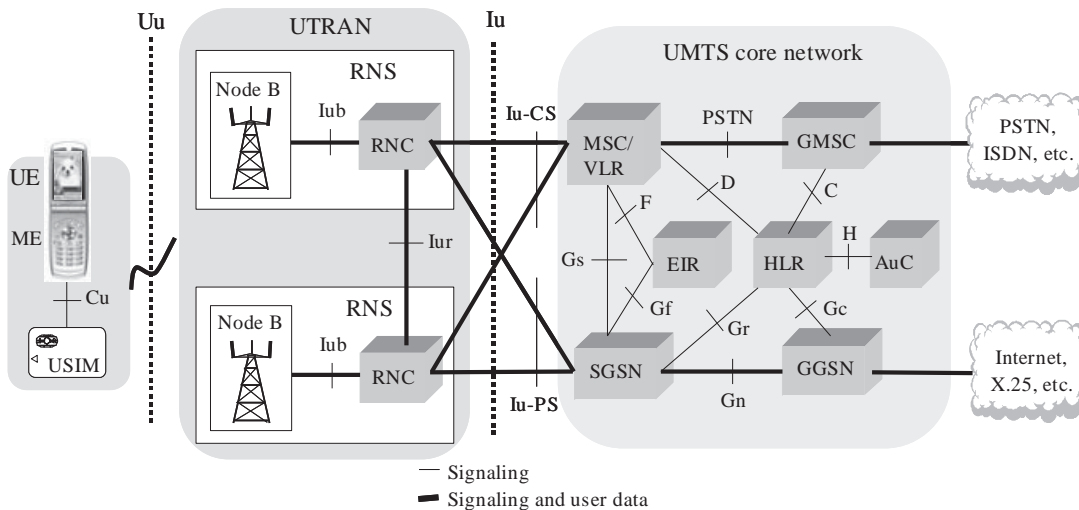 Uu
UTRAN
Iu
UMTS core network
RNS
Node B
Iub
RNC
Iu-CS
MSC/
VLR
PSTN
GMSC
PSTN,
ISDN, etc.
UE
ME
Cu
USIM
Iur
F
D
C
Gs
EIR
HLR
H
AuC
Gf
Gr
Gc
RNS
Node B
Iub
RNC
Iu-PS
SGSN
Gn
GGSN
Internet,
X.25, etc.
Signaling
Signaling and user data